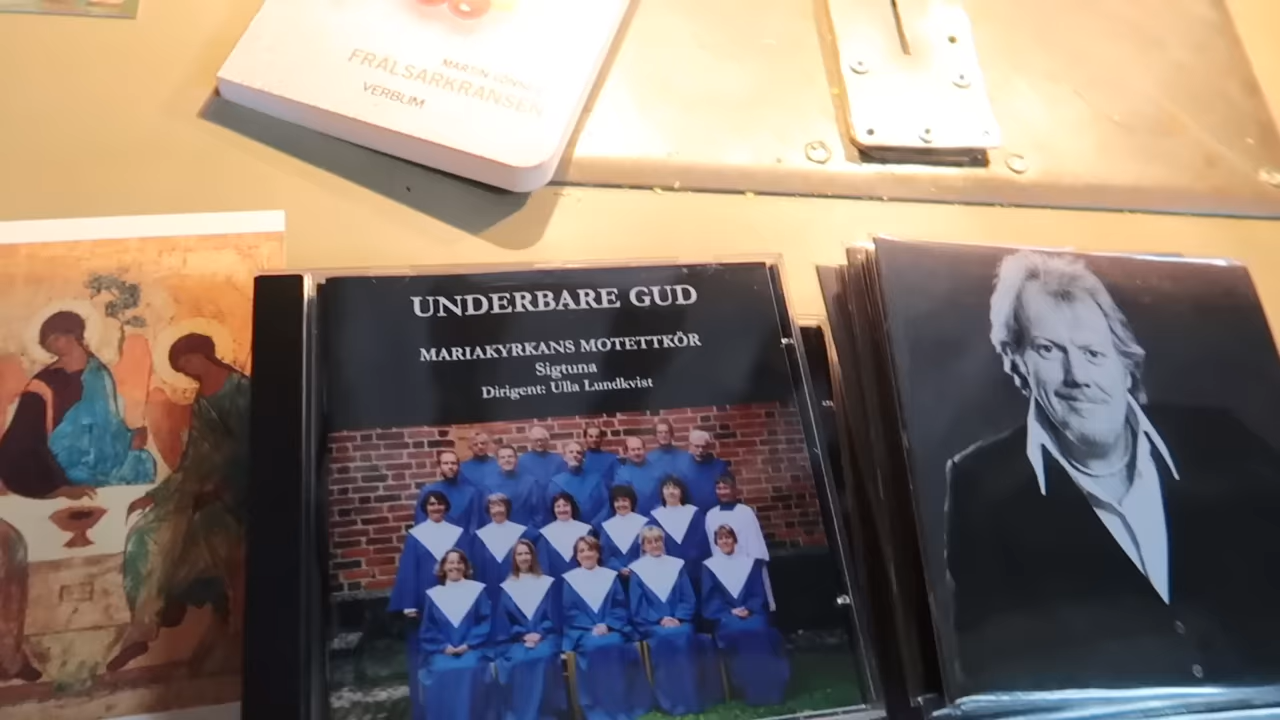 MARTIN LÖNNEBO
FRÄLSARKRANSEN
VERBUM
UNDERBARE GUD
MARIAKYRKANS MOTETTKÖR
Sigtuna
Dirigent: Ulla Lundkvist